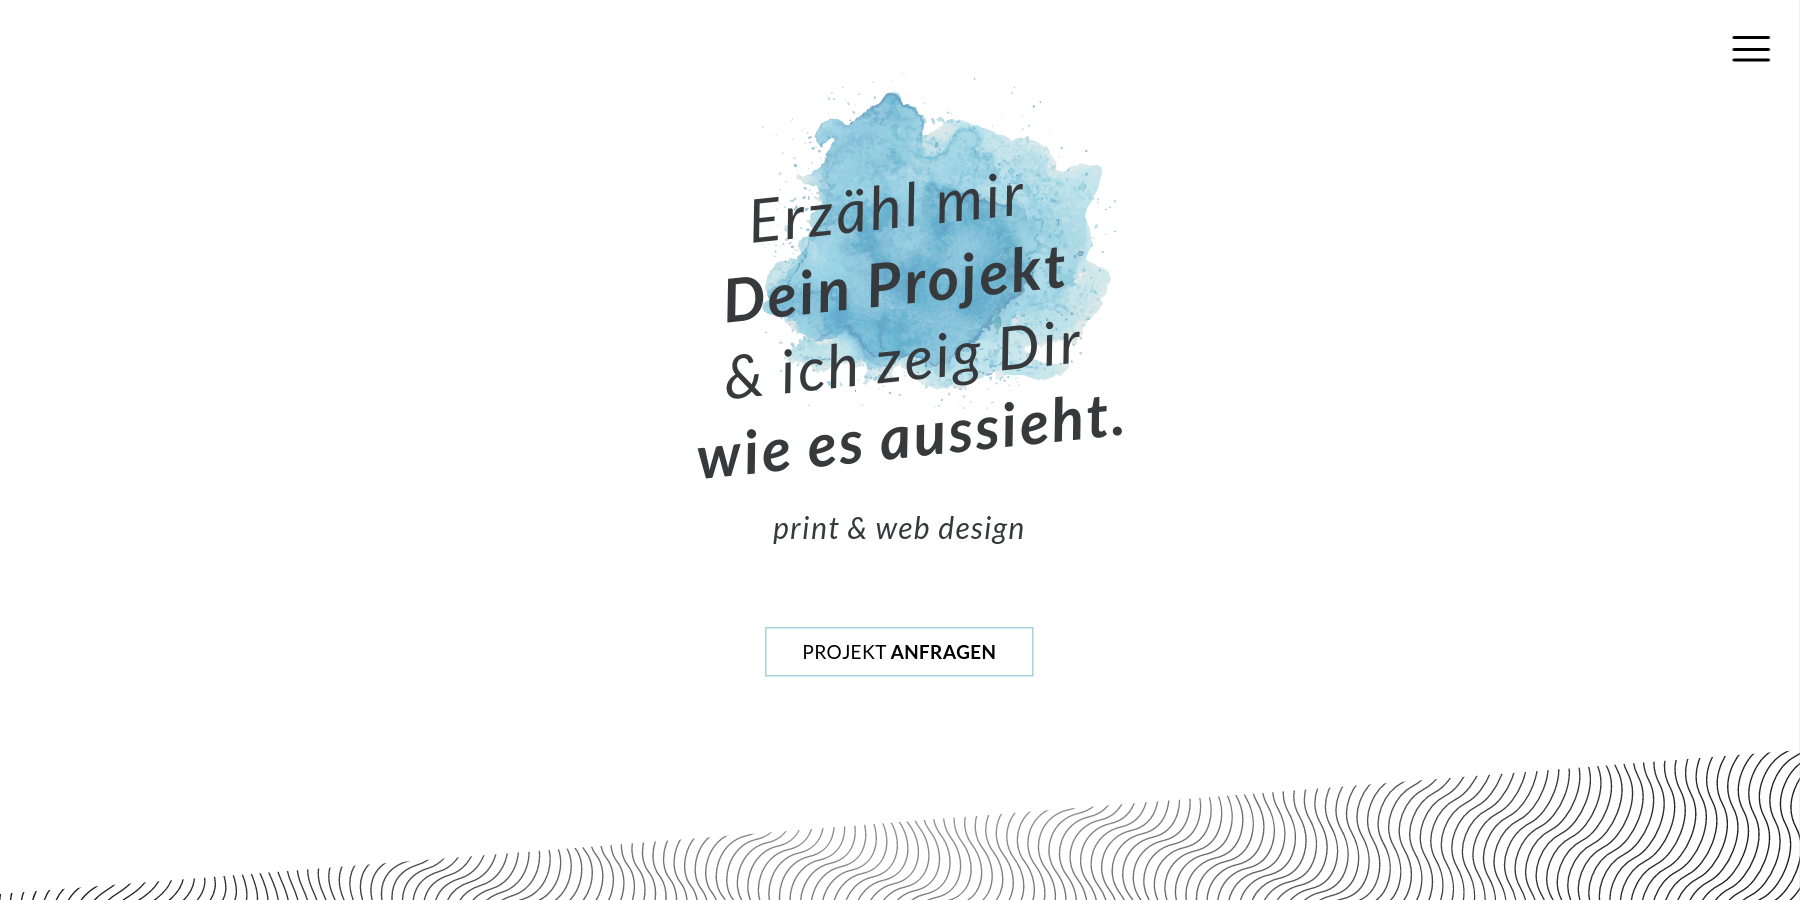 Erzähl mir
Dein Projekt
& ich zeig Dir
wie es aussieht.
print & web design
PROJEKT ANFRAGEN